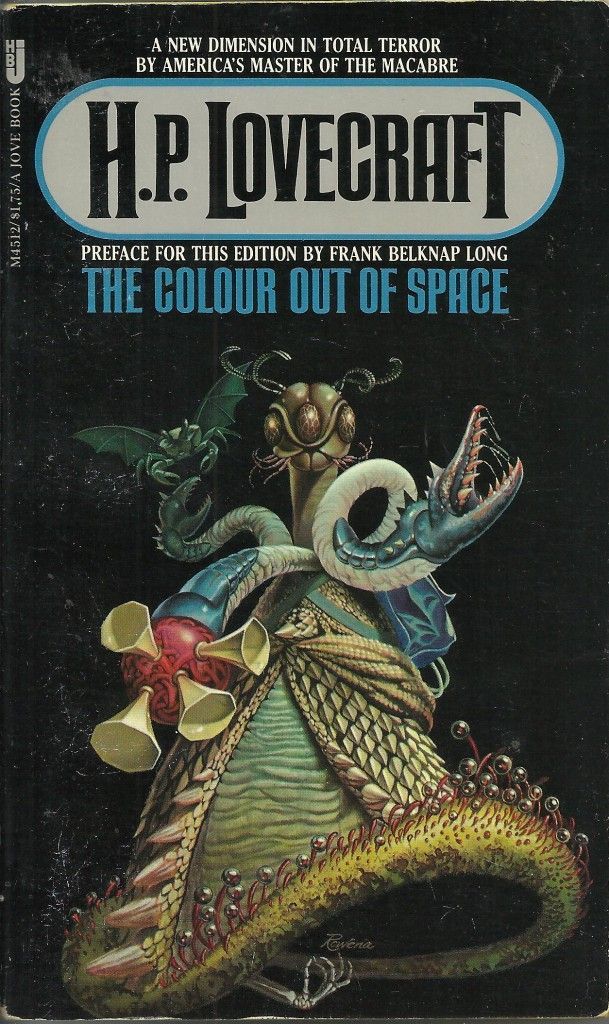 HBJ
A NEW DIMENSION IN TOTAL TERROR
BY AMERICA'S MASTER OF THE MACABRE
H.P. LOVECRAFT
PREFACE FOR THIS EDITION BY FRANK BELKNAP LONG
THE COLOUR OUT OF SPACE
M4512/$1.75/A JOVE BOOK
Rowena